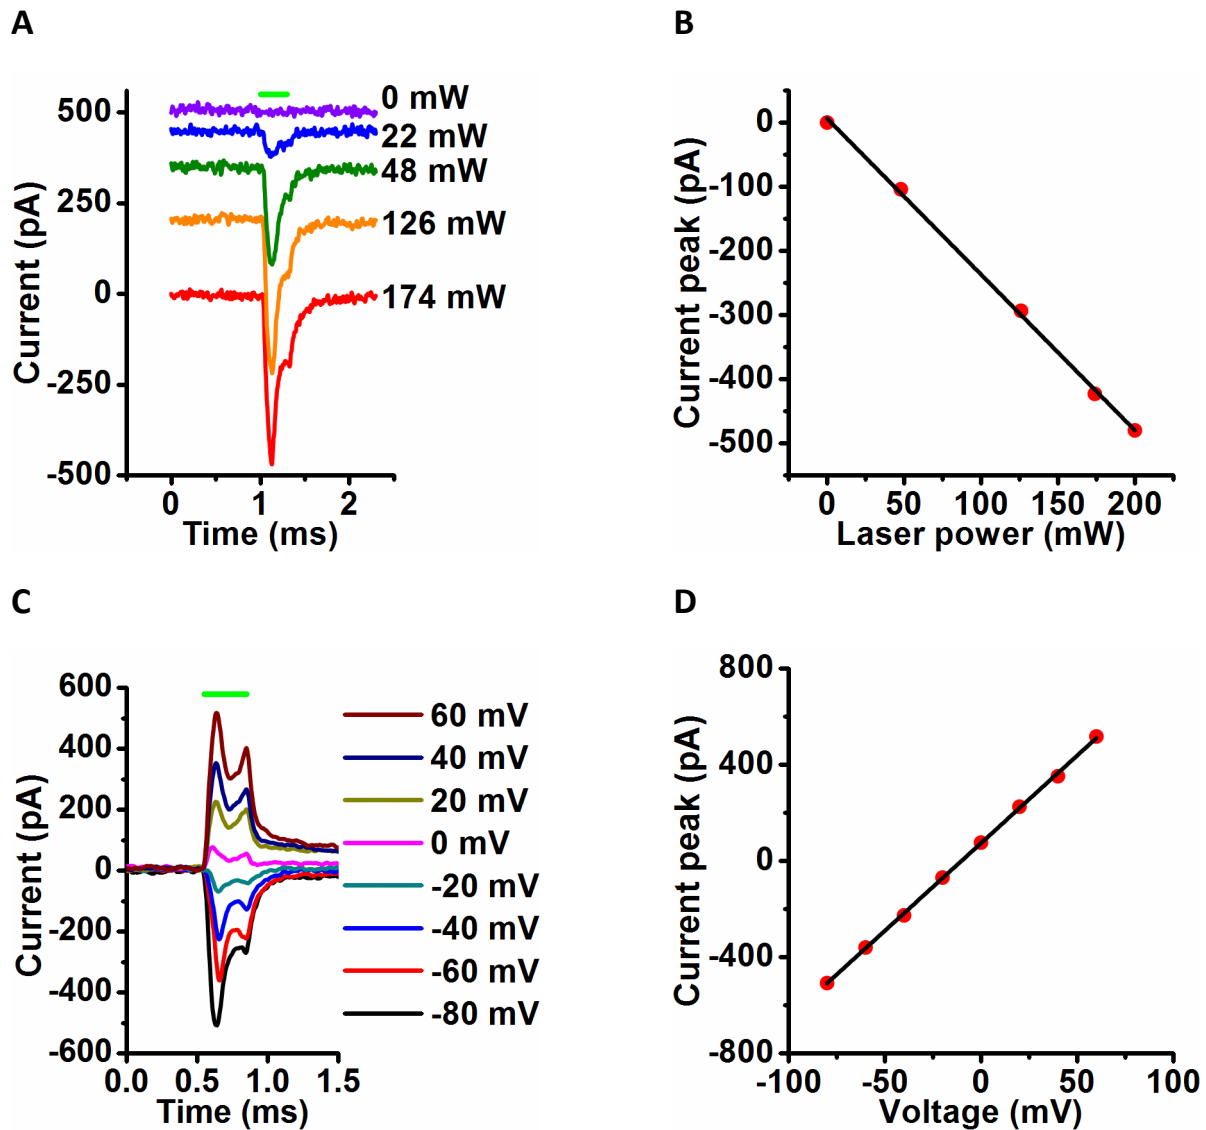 A
0 mW
22 mW
48 mW
126 mW
174 mW
500
250
0
-250
-500
Current (pA)
0 1 2
Time (ms)
B
0
-100
-200
-300
-400
-500
Current peak (pA)
0 50 100 150 200
Laser power (mW)
C
600
400
200
0
-200
-400
-600
Current (pA)
60 mV
40 mV
20 mV
0 mV
-20 mV
-40 mV
-60 mV
-80 mV
0.0 0.5 1.0 1.5
Time (ms)
D
800
400
0
-400
-800
Current peak (pA)
-100 -50 0 50 100
Voltage (mV)